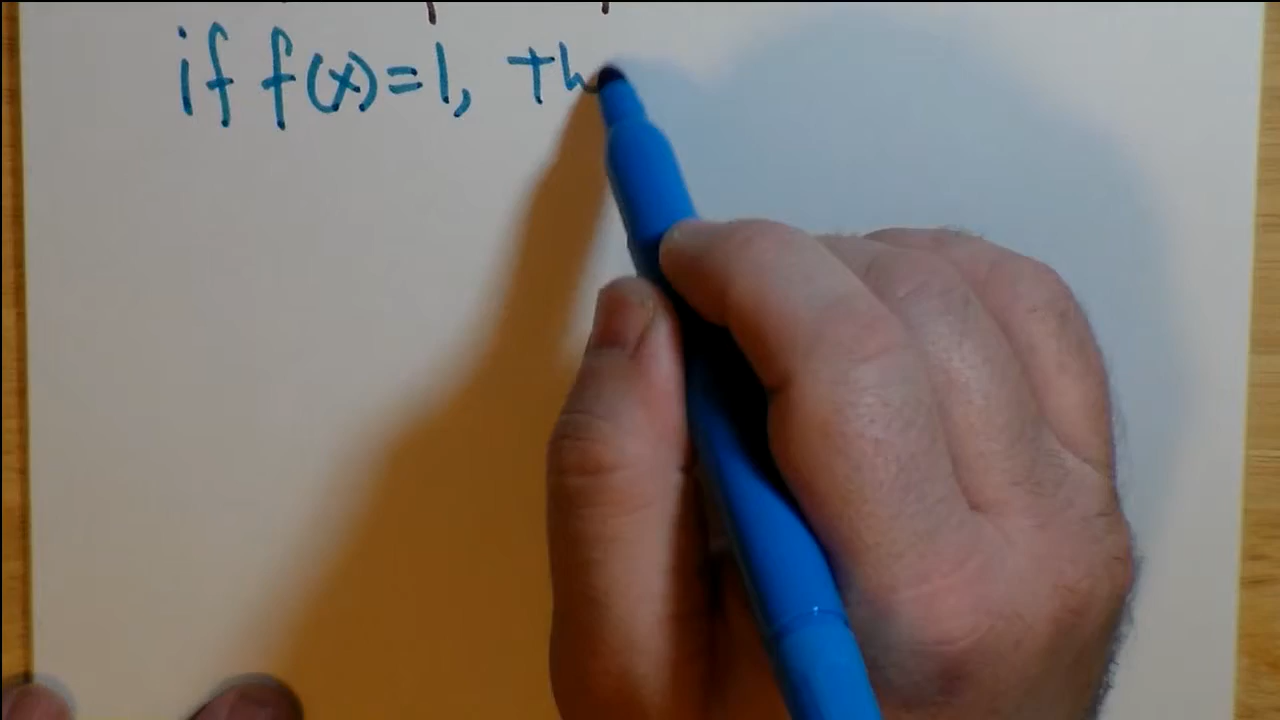 if f(x)=1, th